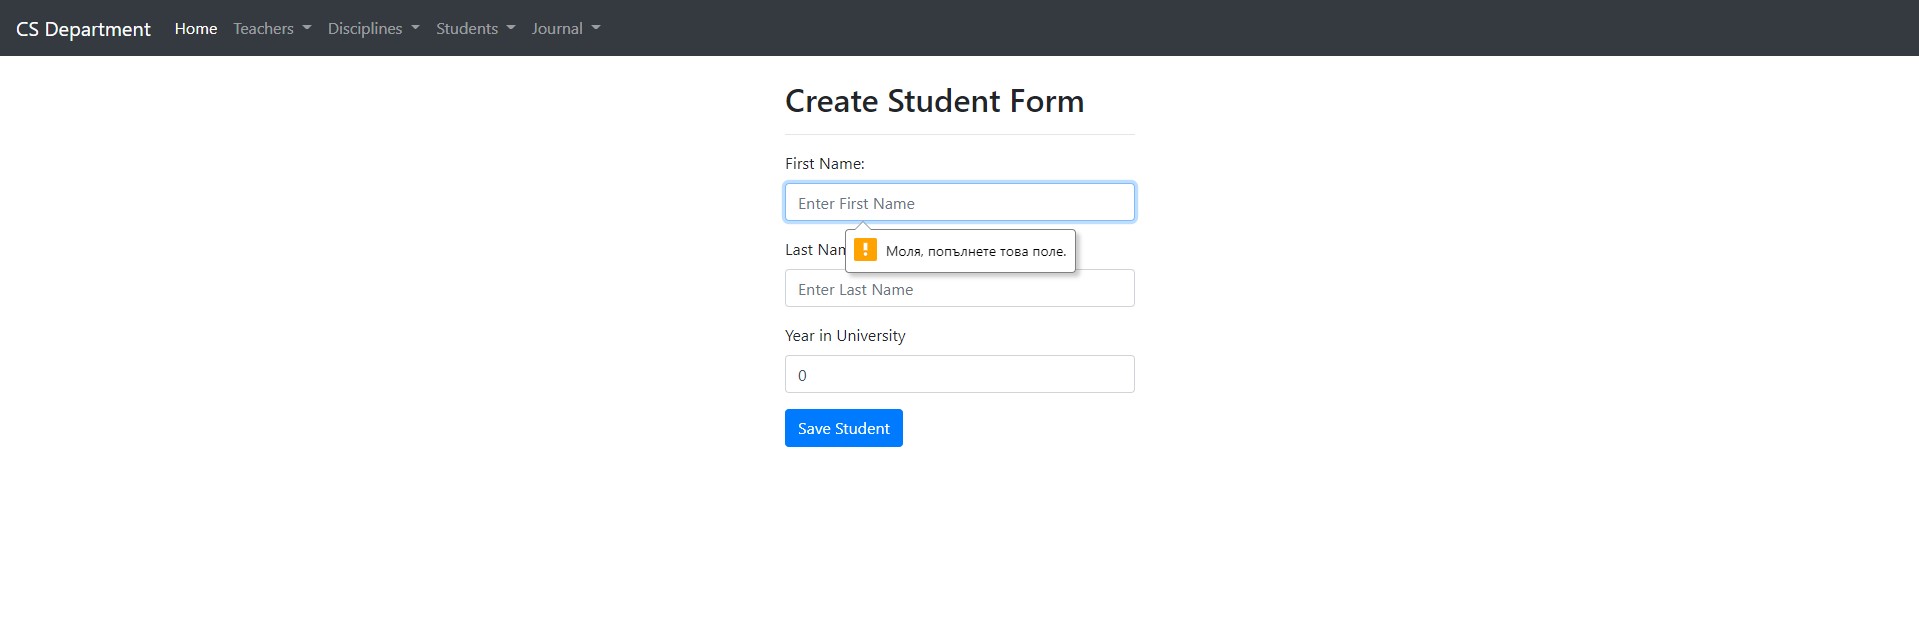 CS Department Home Teachers Disciplines Students Journal
Create Student Form
First Name:
Enter First Name
Моля, попълнете това поле.
Last Nam
Enter Last Name
Year in University
0
Save Student